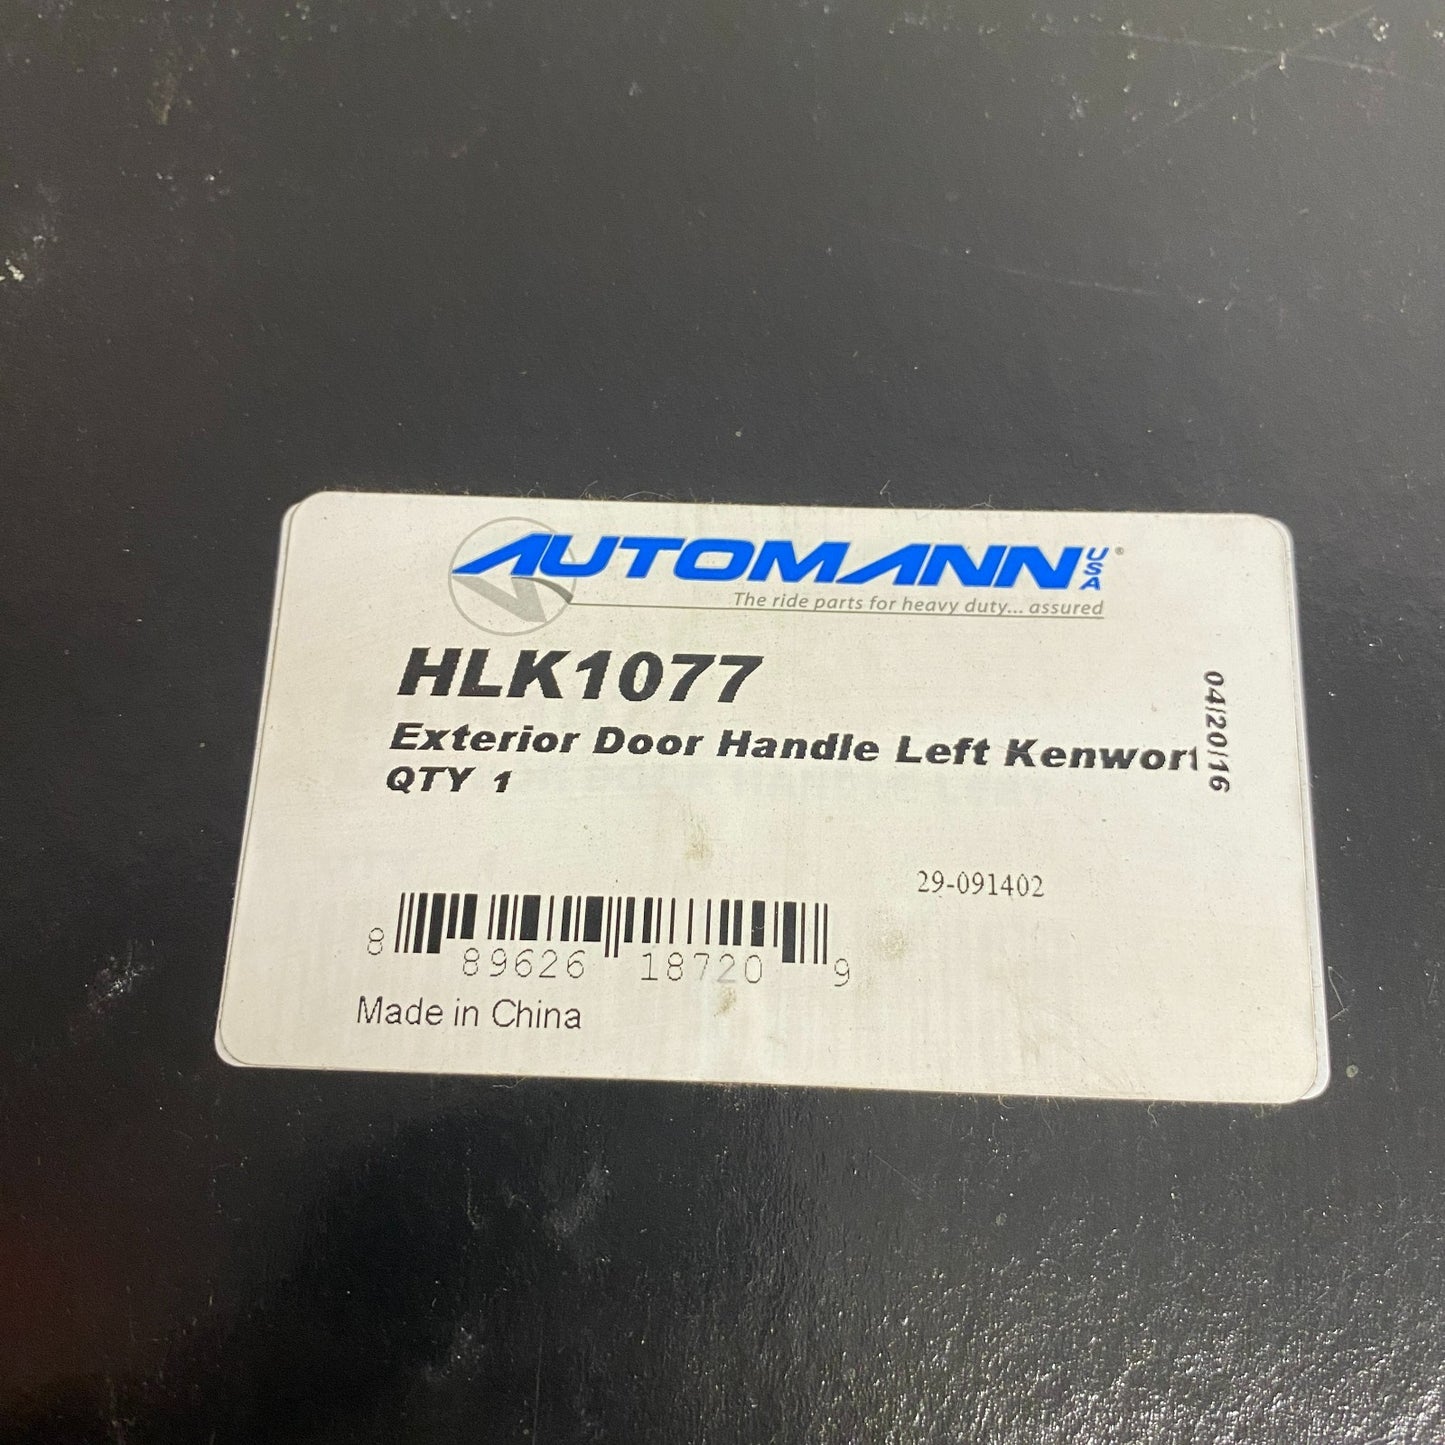 AUTOMANN USA®
The ride parts for heavy duty... assured
HLK1077
Exterior Door Handle Left Kenwort
QTY 1
04/20/16
29-091402
8 89626 18720 9
Made in China